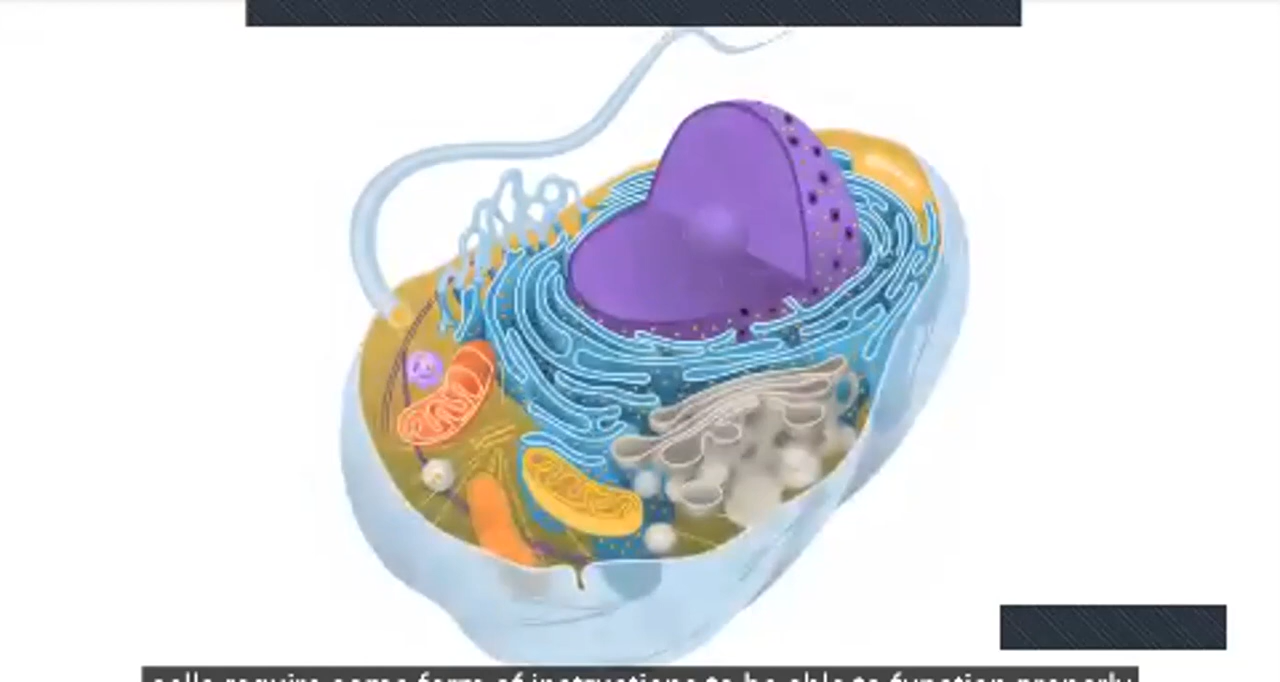 cells require some form of instructions to be able to function properly